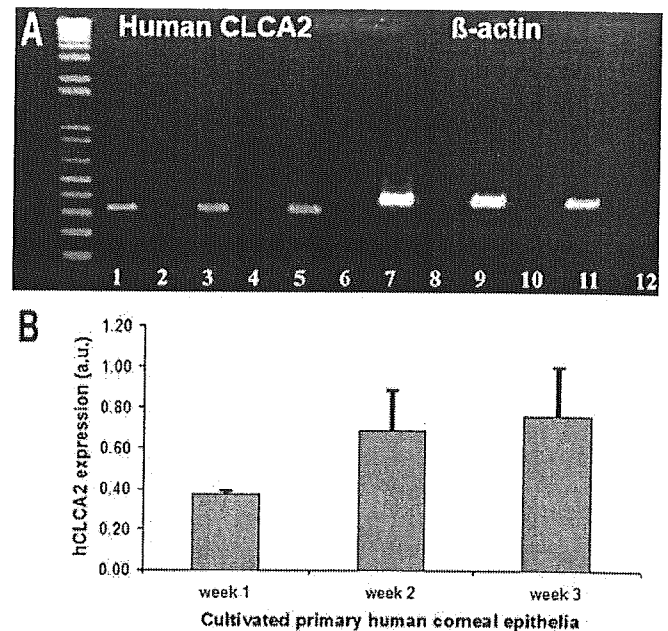 A
Human CLCA2 ß-actin
1 2 3 4 5 6 7 8 9 10 11 12
B
hCLCA2 expression (a.u.)
1.20
1.00
0.80
0.60
0.40
0.20
0.00
week 1 week 2 week 3
Cultivated primary human corneal epithelia